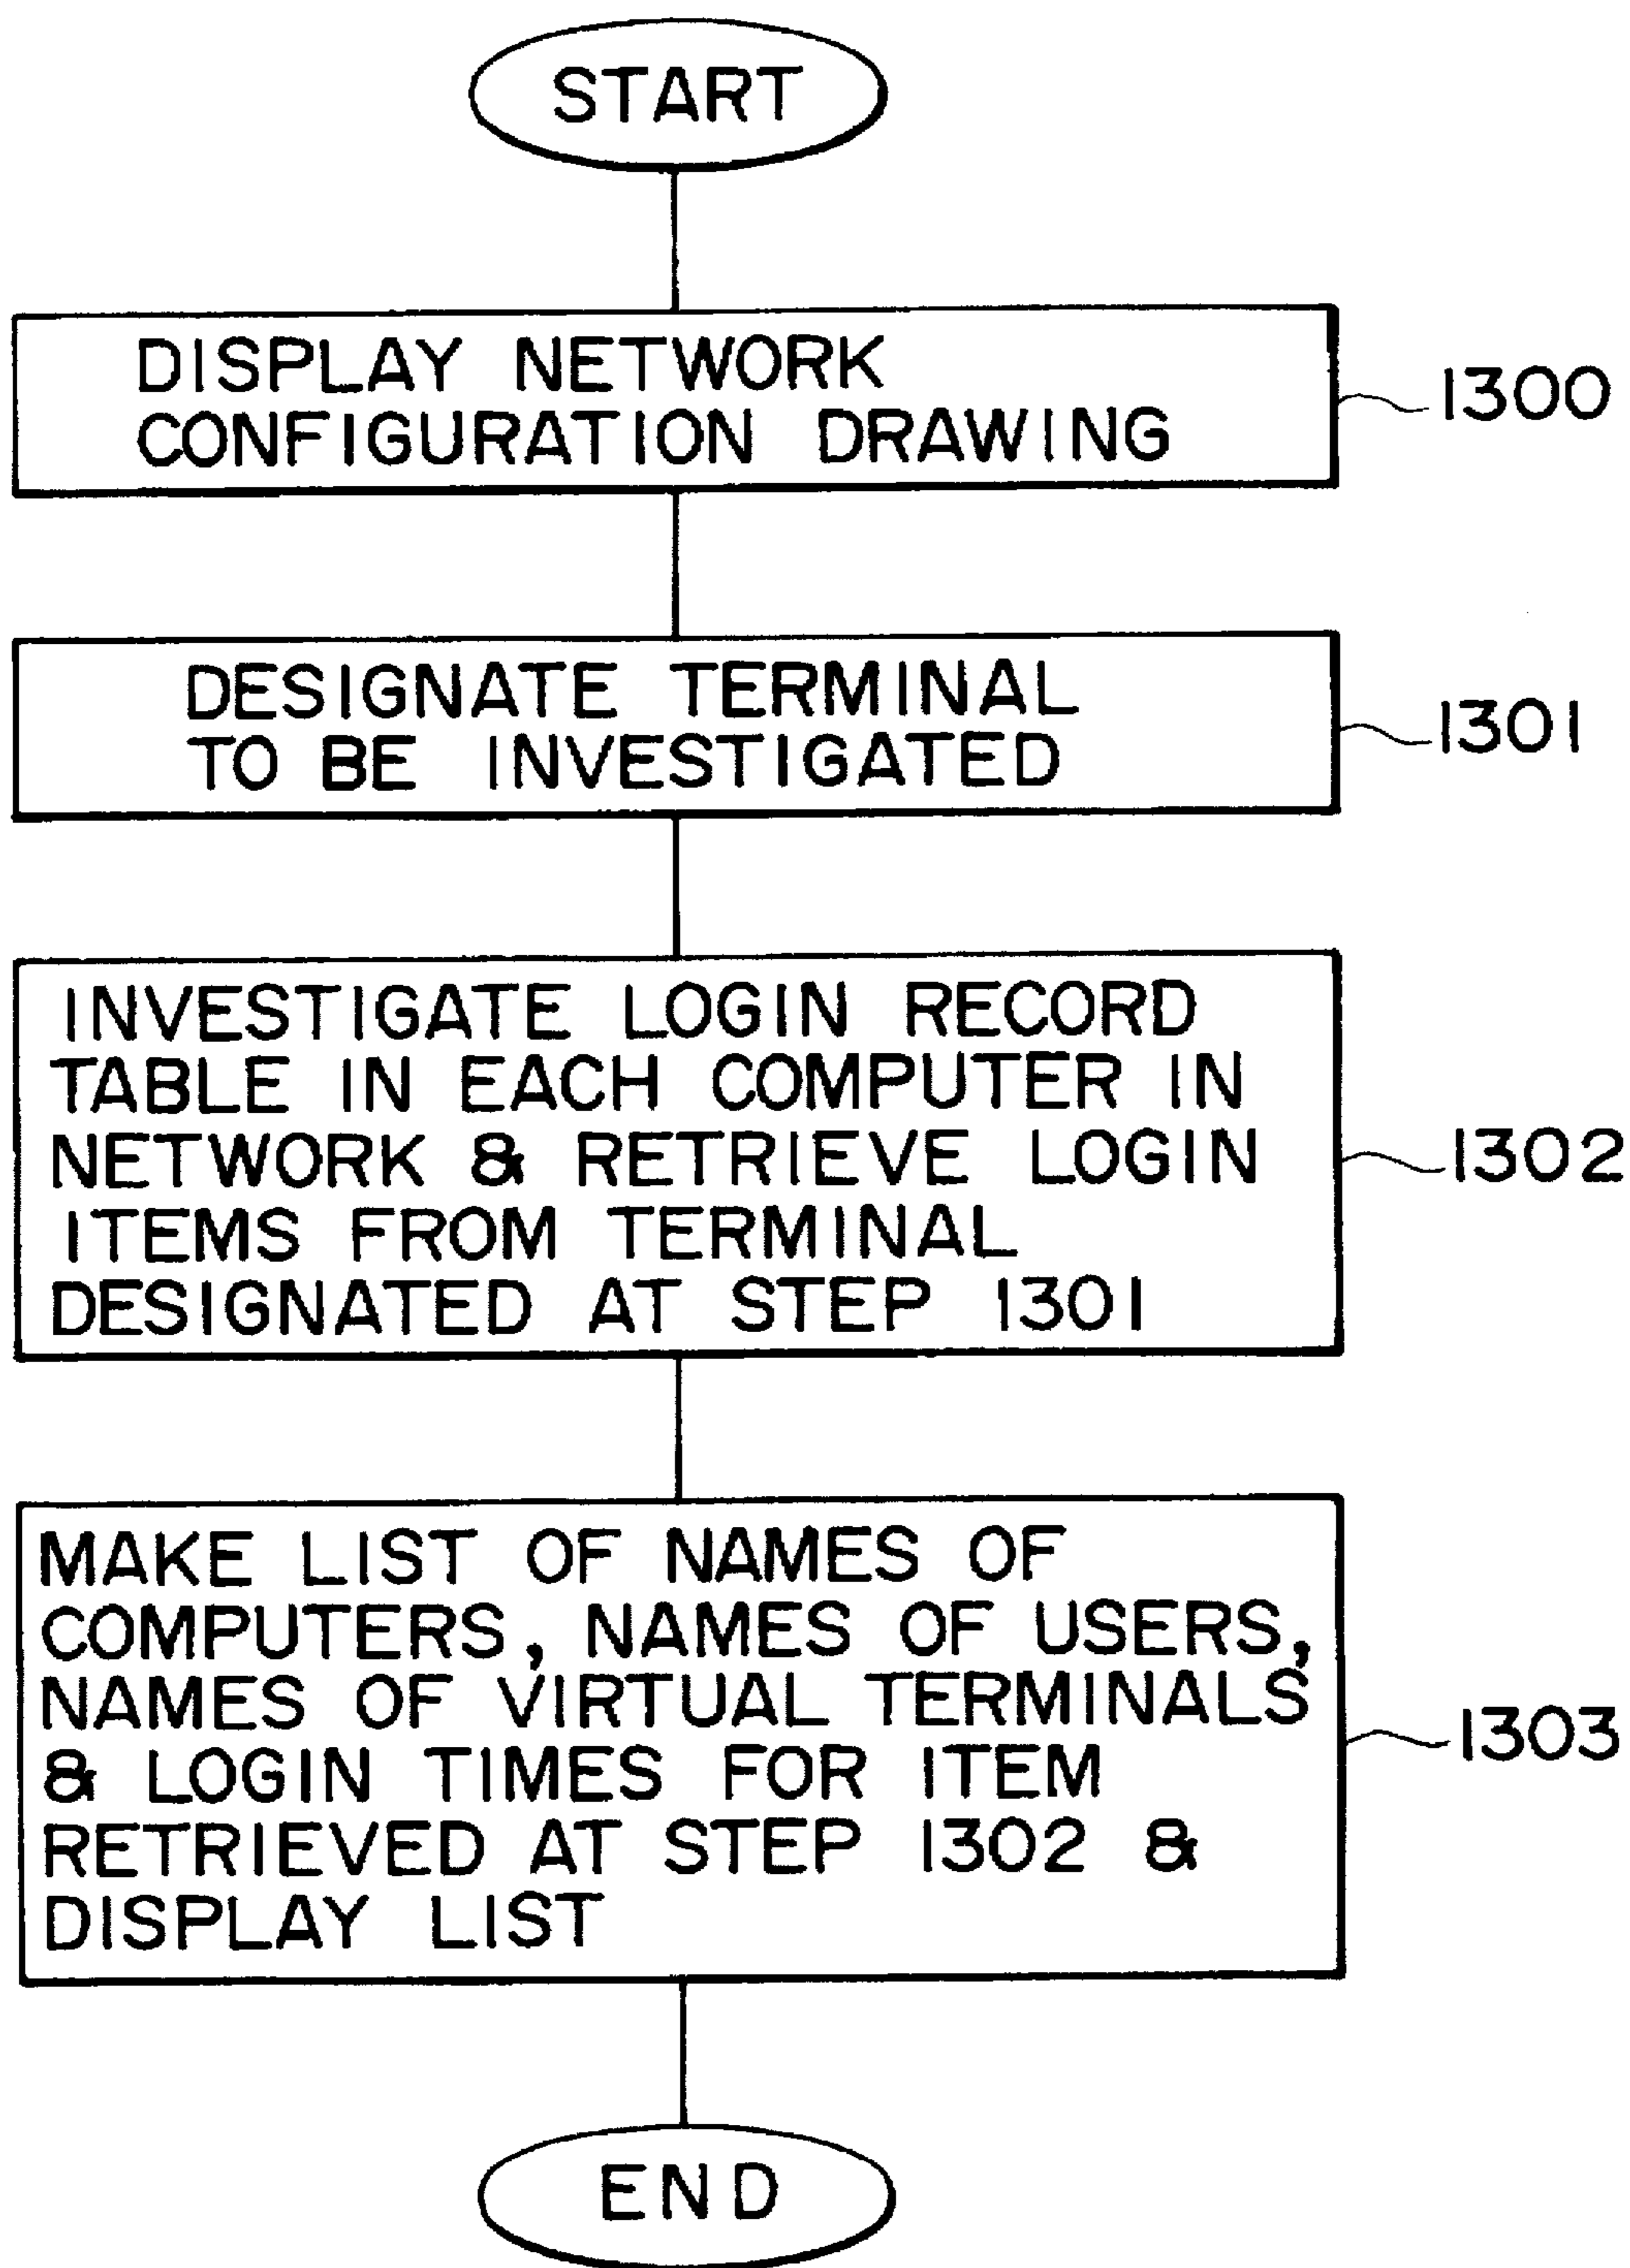 START
DISPLAY NETWORK
CONFIGURATION DRAWING
1300
DESIGNATE TERMINAL
TO BE INVESTIGATED
1301
INVESTIGATE LOGIN RECORD
TABLE IN EACH COMPUTER IN
NETWORK & RETRIEVE LOGIN
ITEMS FROM TERMINAL
DESIGNATED AT STEP 1301
1302
MAKE LIST OF NAMES OF
COMPUTERS, NAMES OF USERS,
NAMES OF VIRTUAL TERMINALS
& LOGIN TIMES FOR ITEM
RETRIEVED AT STEP 1302 &
DISPLAY LIST
1303
END